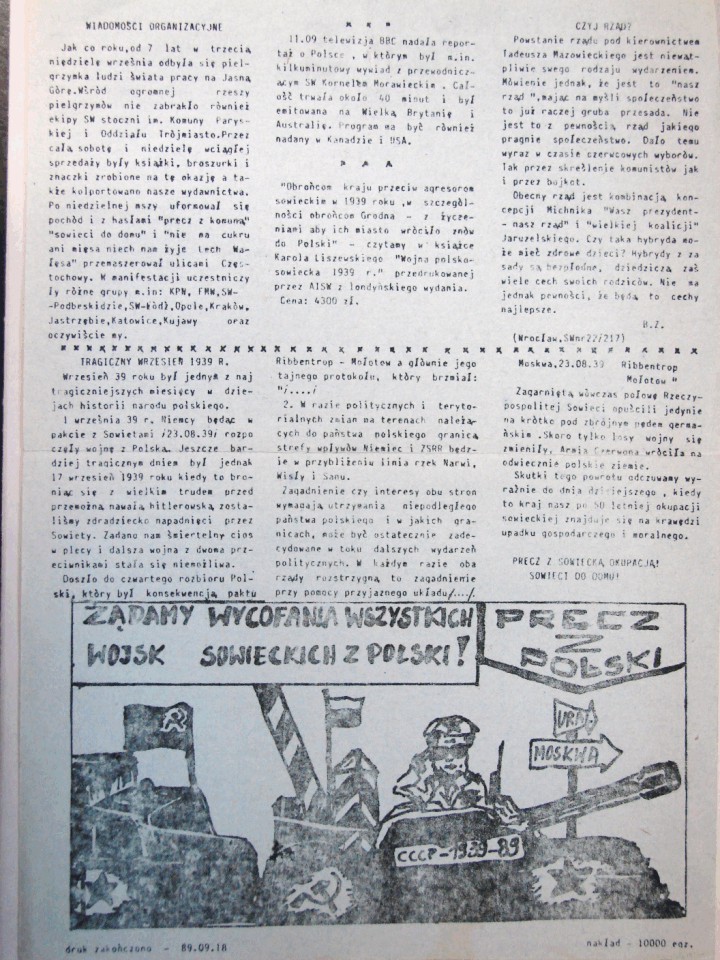 WIADOMOŚCI ORGANIZACYJNE
Jak co roku,od 7 lat w trzecią
niedzielę września odbyła się piel-
grzymka ludzi świata pracy na Jasną
Górę.Wśród ogromnej rzeszy
pielgrzymów nie zabrakło również
ekipy SW stoczni im. Komuny Parys-
kiej i Oddziału Trójmiasto.Przez
całą sobotę i niedzielę wciągłej
sprzedaży były książki, broszurki i
znaczki zrobione na tę okazję a ta-
kże kolportowano nasze wydawnictwa.
Po niedzielnej mszy uformował się
pochód i z hasłami "precz z komuną"
"sowieci do domu" i "nie ma cukru
ani mięsa niech nam żyje Lech Wa-
łęsa" przemaszerował ulicami Częs-
tochowy. W manifestacji uczestniczy
ły różne grupy m.in: KPN, FMW,SW-
-Podbeskidzie,SW-Łódź,Opole,Kraków,
Jastrzębie,Katowice,Kujawy oraz
oczywiście my.
x x x
11.09 telewizja BBC nadała repor-
taż o Polsce , w którym był m.in.
kilkuminutowy wywiad z przewodniczą-
cym SW Kornelem Morawieckim . Cał-
ość trwała około 40 minut i był
emitowana na Wielką Brytanię i
Australię. Program ma być również
nadany w Kanadzie i USA.
"Obrońcom kraju przeciw agresorom
sowieckim w 1939 roku ,w szczegól-
ności obrońcom Grodna - z życze-
niami aby ich miasto wróciło znów
do Polski" - czytamy w książce
Karola Liszewskiego "Wojna polsko-
sowiecka 1939 r." przedrukowanej
przez AISW z londyńskiego wydania.
Cena: 4300 zł.
CZYJ RZĄD?
Powstanie rządu pod kierownictwem
Tadeusza Mazowieckiego jest niewąt-
pliwie swego rodzaju wydarzeniem.
Mówienie jednak, że jest to "nasz
rząd ",mając na myśli społeczeństwo
to już raczej gruba przesada. Nie
jest to z pewnością rząd jakiego
pragnie społeczeństwo. Dało temu
wyraz w czasie czerwcowych wyborów.
Tak przez skreślenie komunistów jak
i przez bojkot.
Obecny rząd jest kombinacją kon-
cepcji Michnika "Wasz prezydent-
- nasz rząd" i "wielkiej koalicji"
Jaruzelskiego. Czy taka hybryda mo-
że mieć zdrowe dzieci? Hybrydy z za
sady są bezpłodne, dziedziczą zaś
wiele cech swoich rodziców. Nie ma
jednak pewności, że będą to cechy
najlepsze.
B.Z.
(Wrocław,SWnr22/217)
TRAGICZNY WRZESIEŃ 1939 R.
Wrzesień 39 roku był jednym z naj
tragiczniejszych miesięcy w dzie-
jach historii narodu polskiego.
1 września 39 r. Niemcy będąc w
pakcie z Sowietami /23.08.39/ rozpo
częły wojnę z Polską. Jeszcze bar-
dziej tragicznym dniem był jednak
17 wrzesień 1939 roku kiedy to bro-
niąc się z wielkim trudem przed
przemożną nawałą hitlerowską zosta-
liśmy zdradziecko napadnięci przez
Sowiety. Zadano nam śmiertelny cios
w plecy i dalsza wojna z dwoma prze-
ciwnikami stała się niemożliwa.
Doszło do czwartego rozbioru Pol-
ski, który był konsekwencją paktu
Ribbentrop - Mołotow a głównie jego
tajnego protokołu, który brzmiał:
"/..../
2. W razie politycznych i teryto-
rialnych zmian na terenach należą-
cych do państwa polskiego granicą
strefy wpływów Niemiec i ZSRR będz-
ie w przybliżeniu linia rzek Narwi,
Wisły i Sanu.
Zagadnienie czy interesy obu stron
wymagają utrzymania niepodległego
państwa polskiego i w jakich gra-
nicach, może być ostatecznie zade-
cydowane w toku dalszych wydarzeń
politycznych. W każdym razie oba
rządy rozstrzygną to zagadnienie
przy pomocy przyjaznego układu/..../.
Moskwa,23.08.39 Ribbentrop
Mołotow "
Zagarniętą wówczas połowę Rzeczy-
pospolitej Sowieci opuścili jedynie
na krótko pod zbrojnym pędem germa-
ńskim .Skoro tylko losy wojny się
zmieniły, Armia Czerwona wróciła na
odwiecznie polskie ziemie.
Skutki tego powrotu odczuwamy wy-
raźnie do dnia dzisiejszego , kiedy
to kraj nasz po 50 letniej okupacji
sowieckiej znajduje się na krawędzi
upadku gospodarczego i moralnego.
PRECZ Z SOWIECKĄ OKUPACJĄ!
SOWIECI DO DOMU!
ŻĄDAMY WYCOFANIA WSZYSTKICH
WOJSK SOWIECKICH Z POLSKI!
PRECZ
Z
POLSKI
URAL
MOSKWA
CCCP-1939-89
druk zakończono - 89.09.18
nakład - 10000 egz.